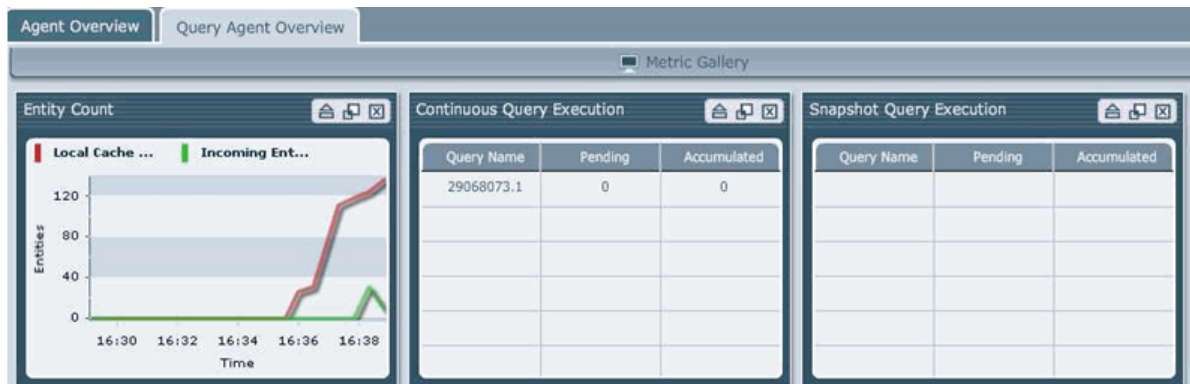 Agent Overview
Query Agent Overview
Metric Gallery
Entity Count
Local Cache ...
Incoming Ent...
120
80
40
0
Entities
16:30 16:32 16:34 16:36 16:38
Time
Continuous Query Execution
Query Name Pending Accumulated
29068073.1 0 0
Snapshot Query Execution
Query Name Pending Accumulated